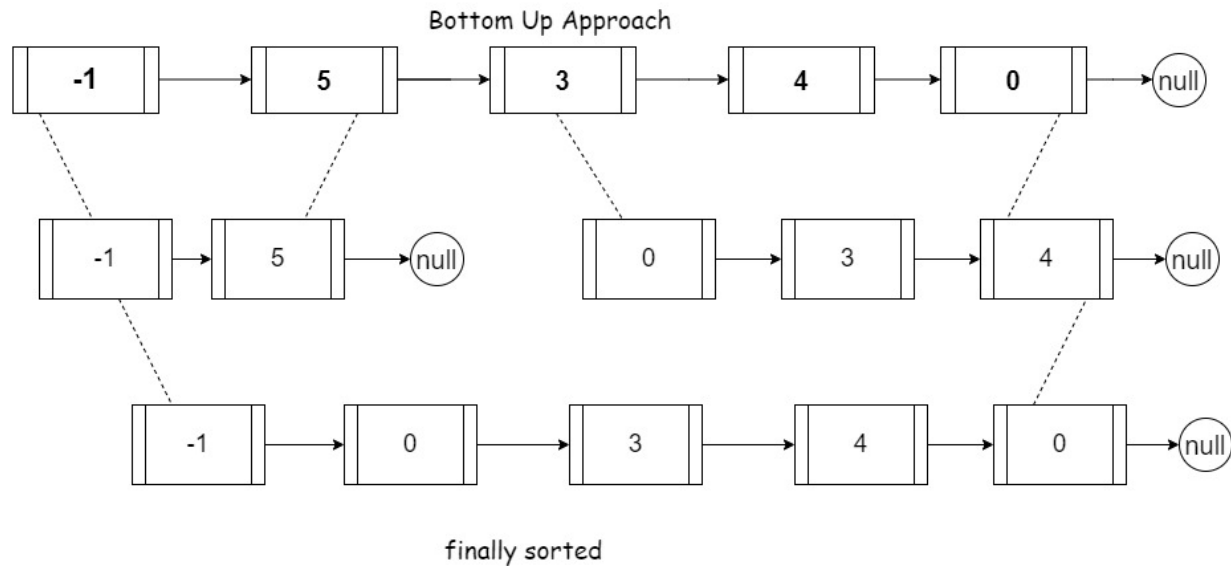 Bottom Up Approach
-1 5 3 4 0 null
-1 5 null 0 3 4 null
-1 0 3 4 0 null
finally sorted